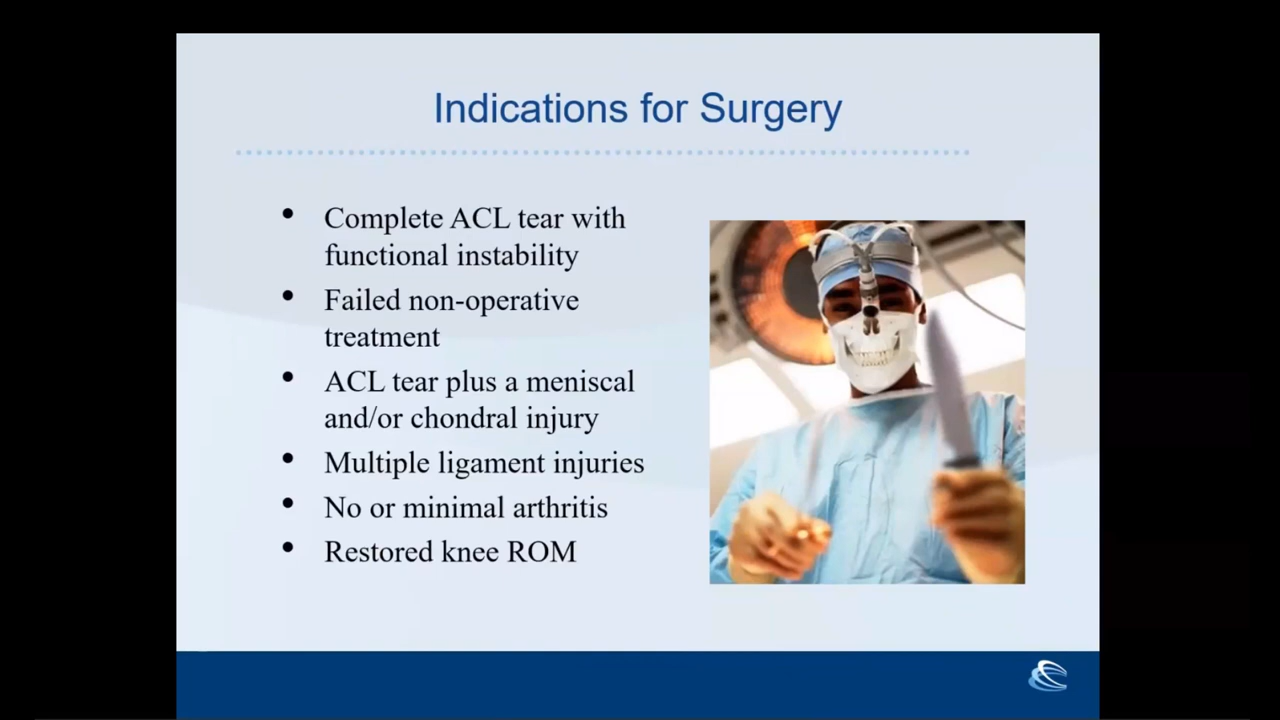 Indications for Surgery
• Complete ACL tear with
functional instability
• Failed non-operative
treatment
• ACL tear plus a meniscal
and/or chondral injury
• Multiple ligament injuries
• No or minimal arthritis
• Restored knee ROM